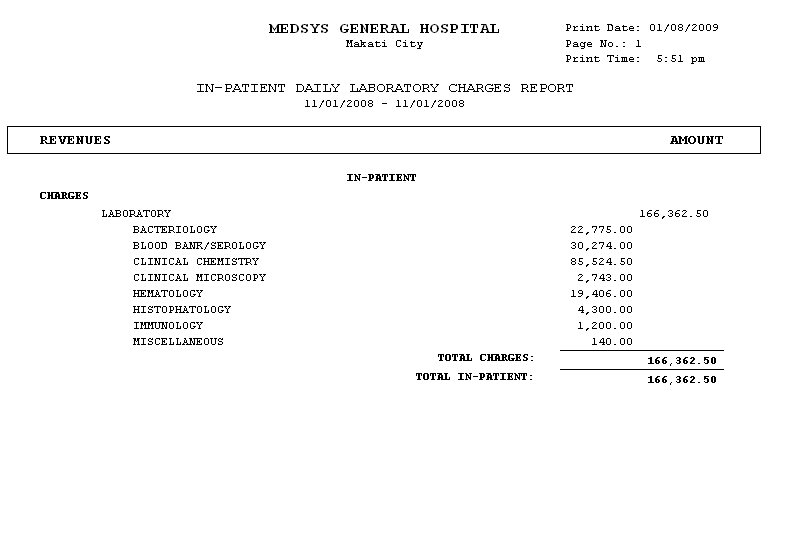 MEDSYS GENERAL HOSPITAL
Makati City
Print Date: 01/08/2009
Page No.: 1
Print Time: 5:51 pm
IN-PATIENT DAILY LABORATORY CHARGES REPORT
11/01/2008 - 11/01/2008
REVENUES AMOUNT
IN-PATIENT
CHARGES
LABORATORY 166,362.50
BACTERIOLOGY 22,775.00
BLOOD BANK/SEROLOGY 30,274.00
CLINICAL CHEMISTRY 85,524.50
CLINICAL MICROSCOPY 2,743.00
HEMATOLOGY 19,406.00
HISTOPHATOLOGY 4,300.00
IMMUNOLOGY 1,200.00
MISCELLANEOUS 140.00
TOTAL CHARGES: 166,362.50
TOTAL IN-PATIENT: 166,362.50